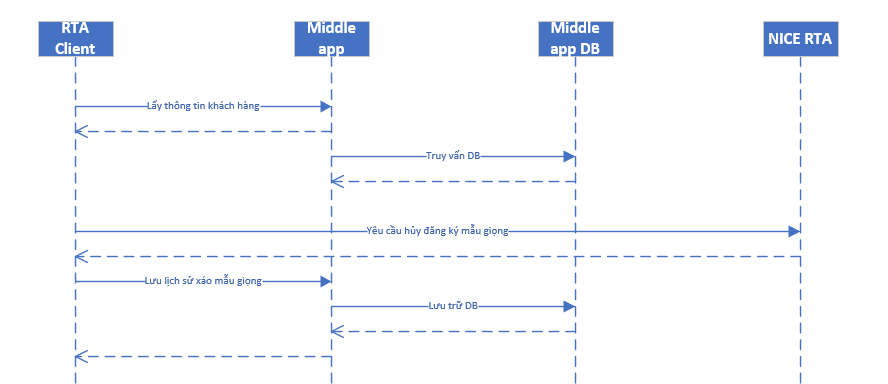 RTA
Client
Middle
app
Middle
app DB
NICE RTA
Lấy thông tin khách hàng
Truy vấn DB
Yêu cầu hủy đăng ký mẫu giọng
Lưu lịch sử xáo mẫu giọng
Lưu trữ DB